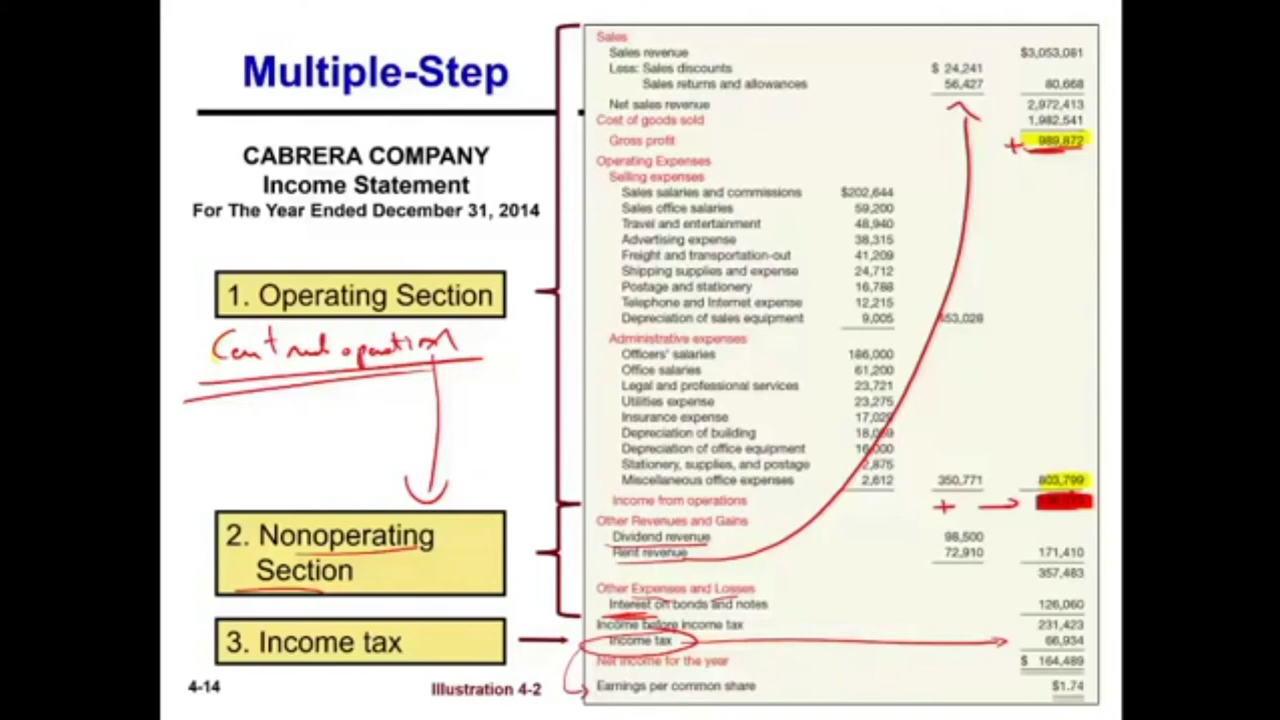 Multiple-Step
CABRERA COMPANY
Income Statement
For The Year Ended December 31, 2014
1. Operating Section
2. Nonoperating
Section
3. Income tax
4-14
Illustration 4-2
Sales
Sales revenue $3,053,081
Less: Sales discounts $ 24,241
Sales returns and allowances 56,427 80,668
Net sales revenue 2,972,413
Cost of goods sold 1,982,541
Gross profit + 989,872
Operating Expenses
Selling expenses
Sales salaries and commissions $202,644
Sales office salaries 59,200
Travel and entertainment 48,940
Advertising expense 38,315
Freight and transportation-out 41,209
Shipping supplies and expense 24,712
Postage and stationery 16,788
Telephone and Internet expense 12,215
Depreciation of sales equipment 9,005 453,028
Administrative expenses
Officers' salaries 186,000
Office salaries 61,200
Legal and professional services 23,721
Utilities expense 23,275
Insurance expense 17,029
Depreciation of building
Depreciation of office equipment 16,000
Stationery, supplies, and postage 2,875
Miscellaneous office expenses 2,612 350,771 803,799
Income from operations +
Other Revenues and Gains
Dividend revenue 98,500
Rent revenue 72,910 171,410
357,483
Other Expenses and Losses
Interest on bonds and notes 126,060
Income before income tax 231,423
Income tax 66,934
Net income for the year $ 164,489
Earnings per common share $1.74